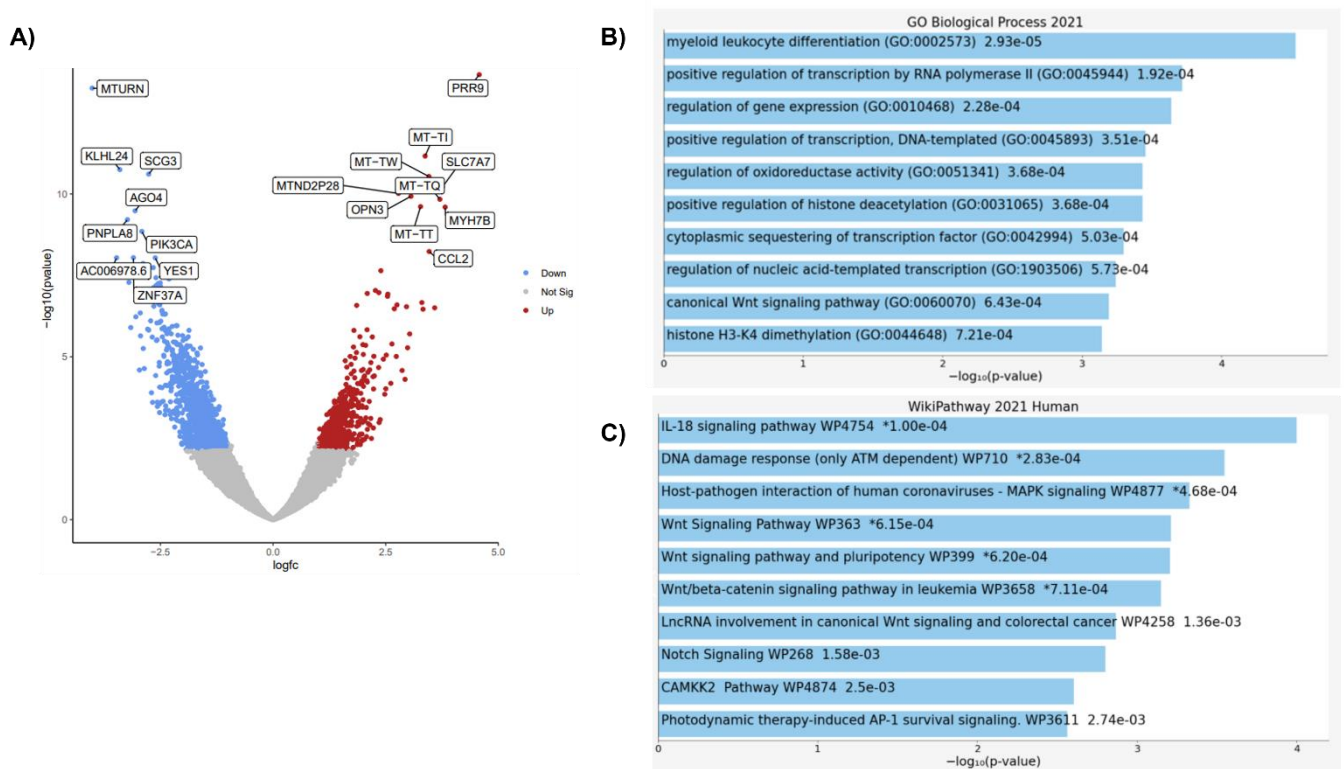 A)
MTURN
PRR9
KLHL24
SCG3
MT−TI
MT−TW
SLC7A7
AGO4
MTND2P28
MT−TQ
OPN3
PNPLA8
PIK3CA
MT−TT
MYH7B
AC006978.6
YES1
CCL2
ZNF37A
−log10(pvalue)
10
5
0
−2.5
0.0
2.5
5.0
logfc
Down
Not Sig
Up
B)
GO Biological Process 2021
myeloid leukocyte differentiation (GO:0002573) 2.93e-05
positive regulation of transcription by RNA polymerase II (GO:0045944) 1.92e-04
regulation of gene expression (GO:0010468) 2.28e-04
positive regulation of transcription, DNA-templated (GO:0045893) 3.51e-04
regulation of oxidoreductase activity (GO:0051341) 3.68e-04
positive regulation of histone deacetylation (GO:0031065) 3.68e-04
cytoplasmic sequestering of transcription factor (GO:0042994) 5.03e-04
regulation of nucleic acid-templated transcription (GO:1903506) 5.73e-04
canonical Wnt signaling pathway (GO:0060070) 6.43e-04
histone H3-K4 dimethylation (GO:0044648) 7.21e-04
0 1 2 3 4
−log₁₀(p-value)
C)
WikiPathway 2021 Human
IL-18 signaling pathway WP4754 *1.00e-04
DNA damage response (only ATM dependent) WP710 *2.83e-04
Host-pathogen interaction of human coronaviruses - MAPK signaling WP4877 *4.68e-04
Wnt Signaling Pathway WP363 *6.15e-04
Wnt signaling pathway and pluripotency WP399 *6.20e-04
Wnt/beta-catenin signaling pathway in leukemia WP3658 *7.11e-04
LncRNA involvement in canonical Wnt signaling and colorectal cancer WP4258 1.36e-03
Notch Signaling WP268 1.58e-03
CAMKK2 Pathway WP4874 2.5e-03
Photodynamic therapy-induced AP-1 survival signaling. WP3611 2.74e-03
0 1 2 3 4
−log₁₀(p-value)